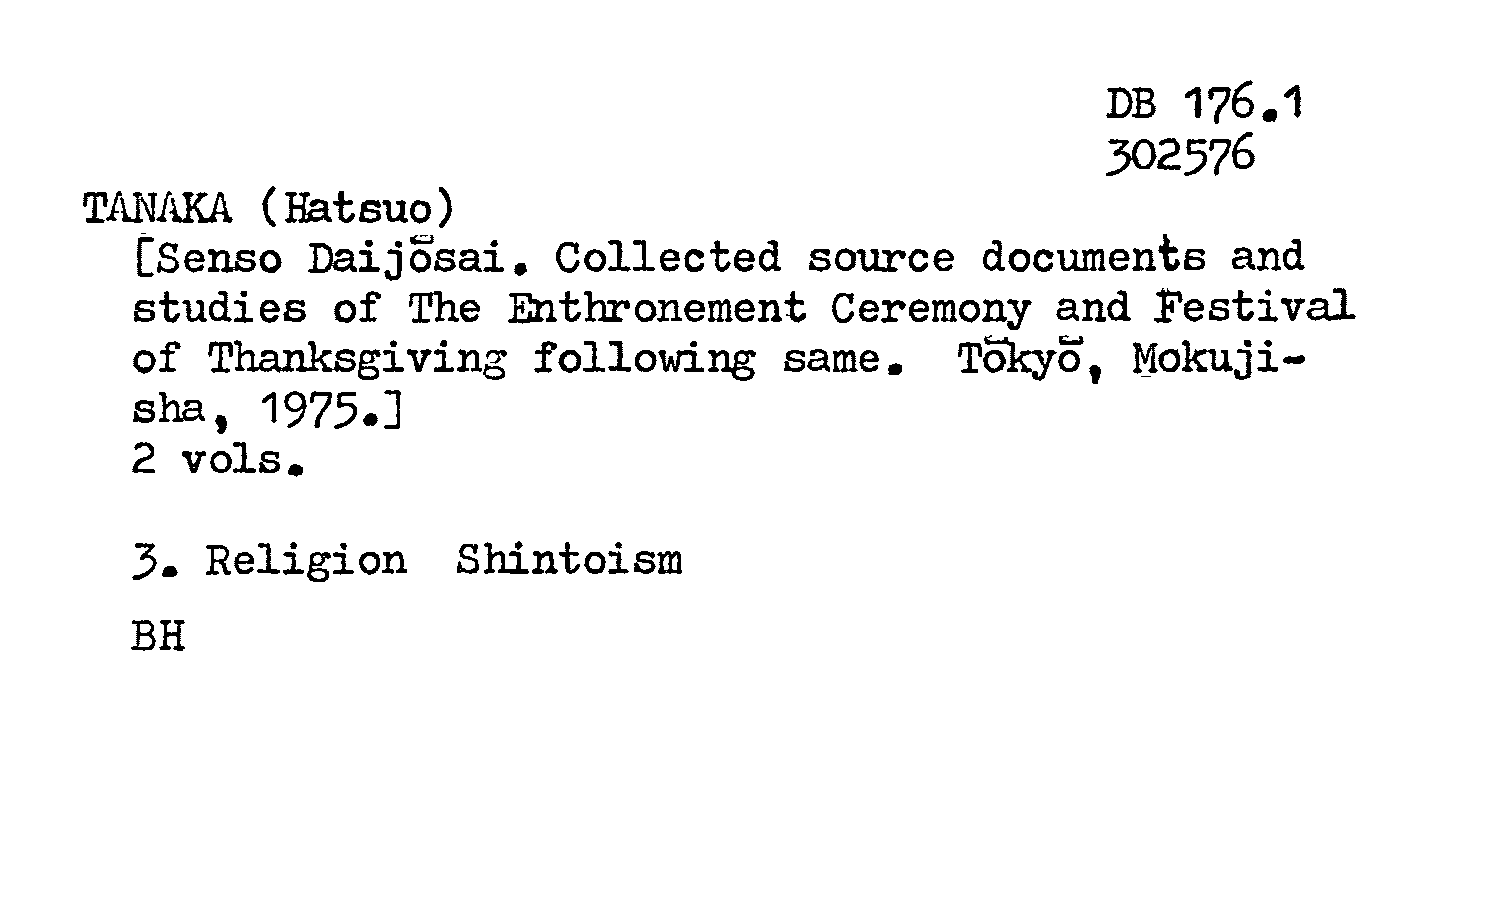 DB 176.1
302576
TANAKA (Hatsuo)
[Senso Daijōsai. Collected source documents and
studies of The Enthronement Ceremony and Festival
of Thanksgiving following same. Tōkyō, Mokuji-
sha, 1975.]
2 vols.
3. Religion Shintoism
BH